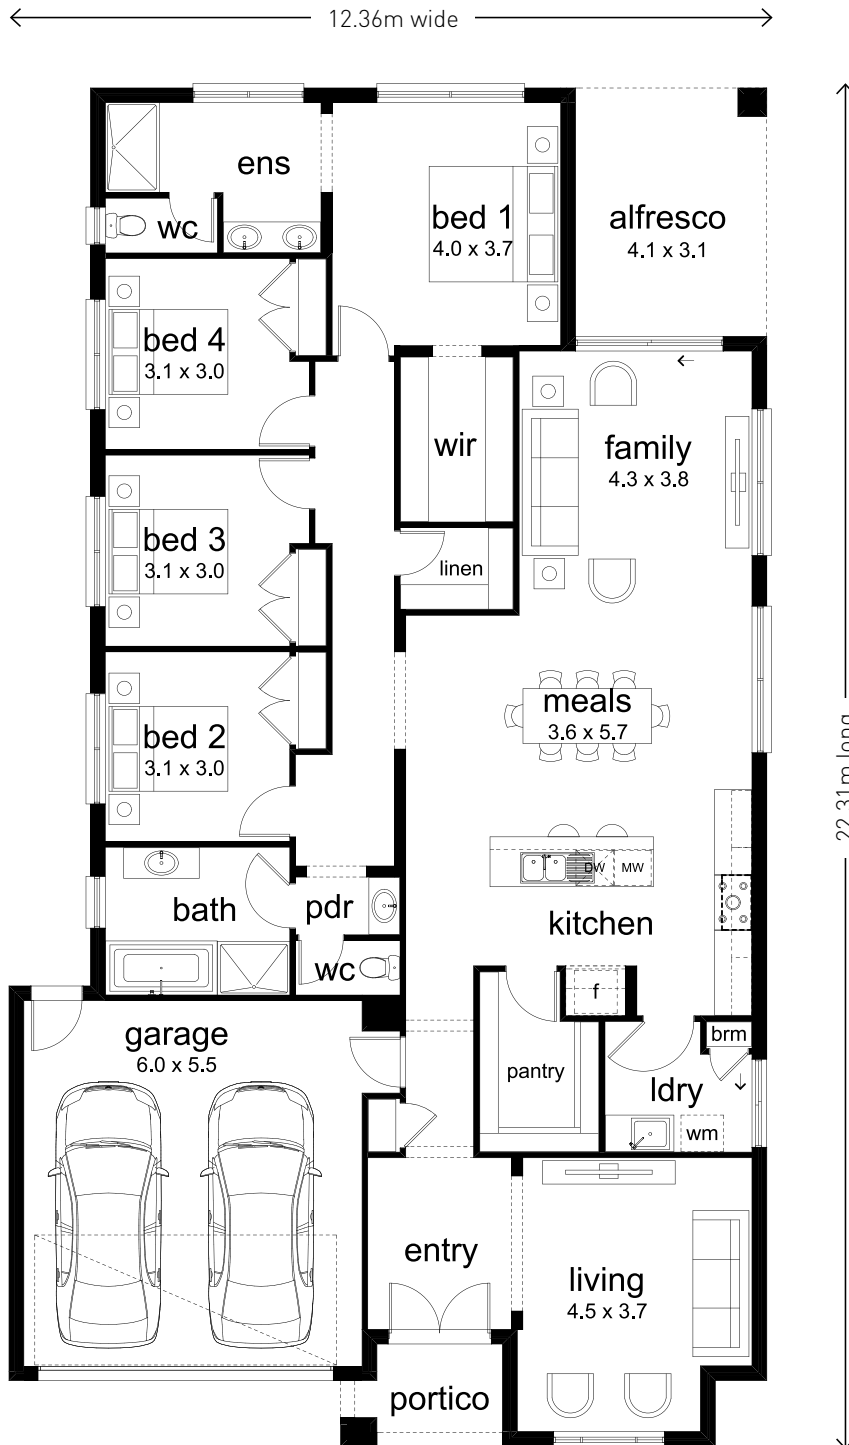 12.36m wide
ens
wc
bed 1
4.0 x 3.7
alfresco
4.1 x 3.1
bed 4
3.1 x 3.0
wir
family
4.3 x 3.8
bed 3
3.1 x 3.0
linen
bed 2
3.1 x 3.0
meals
3.6 x 5.7
22.31m long
DW
MW
bath
pdr
kitchen
wc
f
garage
6.0 x 5.5
brm
pantry
ldry
wm
entry
living
4.5 x 3.7
portico